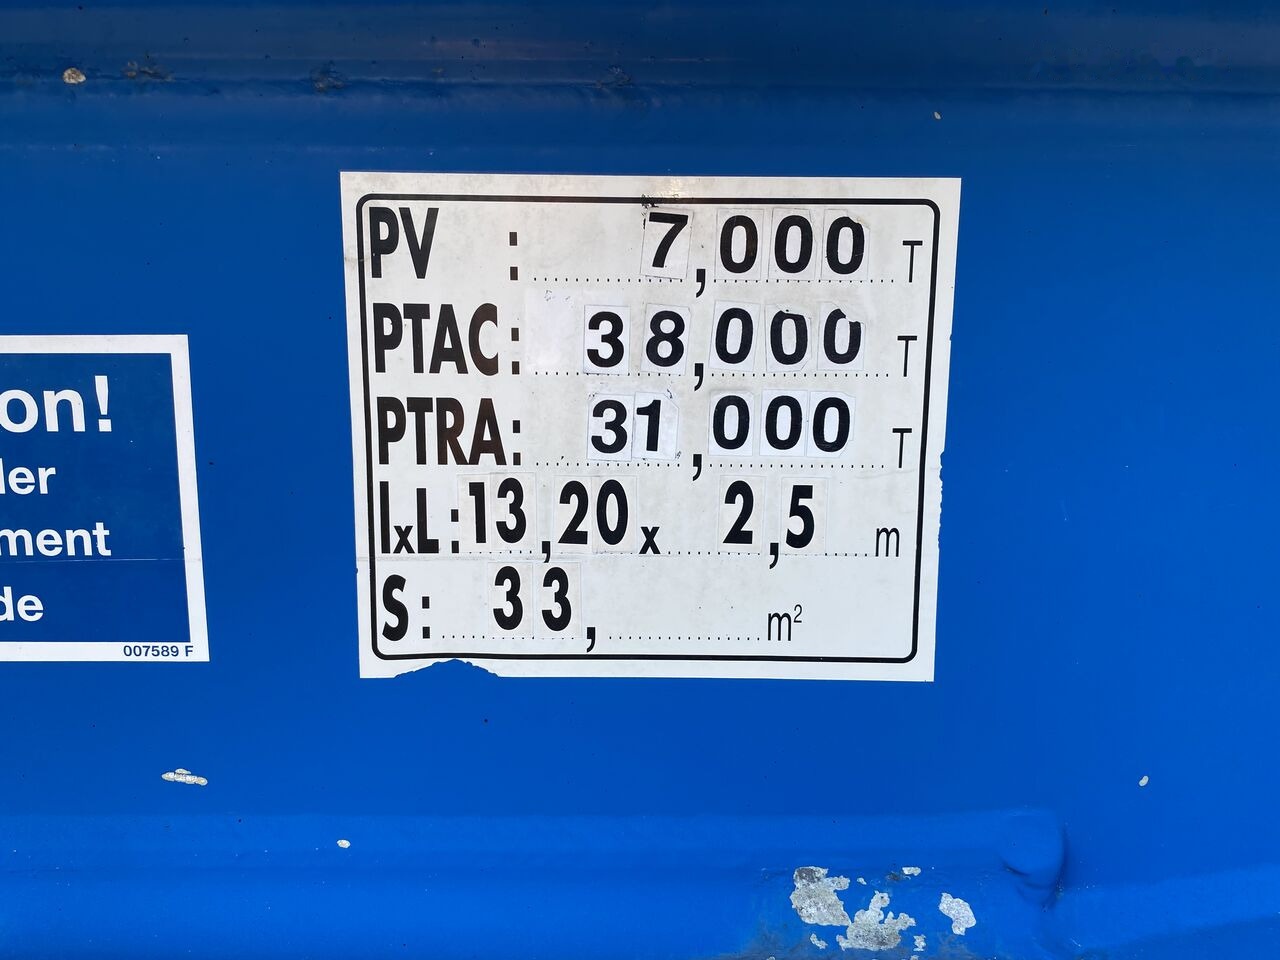 on!
ler
ment
de
007589 F
PV : 7,000 T
PTAC: 38,000 T
PTRA: 31,000 T
lxL: 13,20 x 2,5 m
S: 33, m²